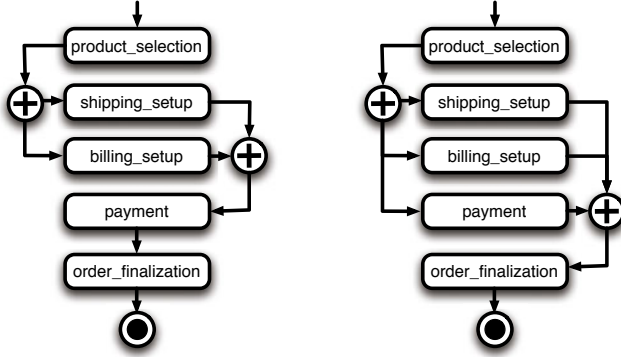 product_selection
shipping_setup
billing_setup
payment
order_finalization
product_selection
shipping_setup
billing_setup
payment
order_finalization